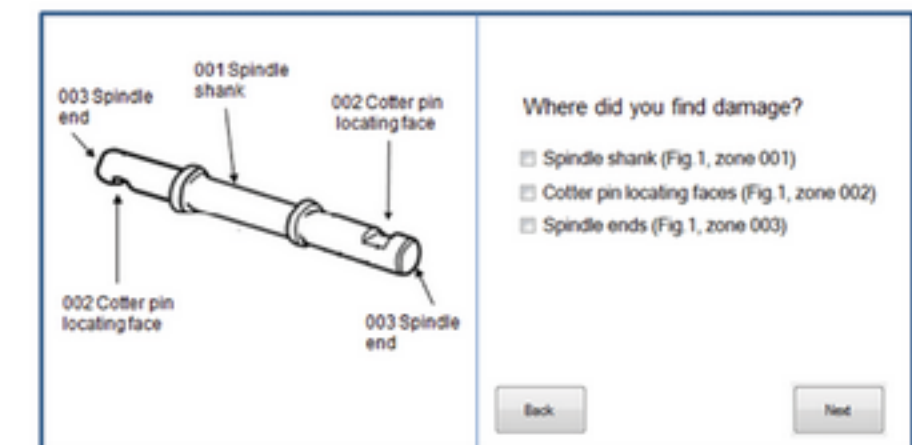 001 Spindle
shank
003 Spindle
end
002 Cotter pin
locating face
002 Cotter pin
locating face
003 Spindle
end
Where did you find damage?
Spindle shank (Fig.1, zone 001)
Cotter pin locating faces (Fig.1, zone 002)
Spindle ends (Fig.1, zone 003)
Back
Next